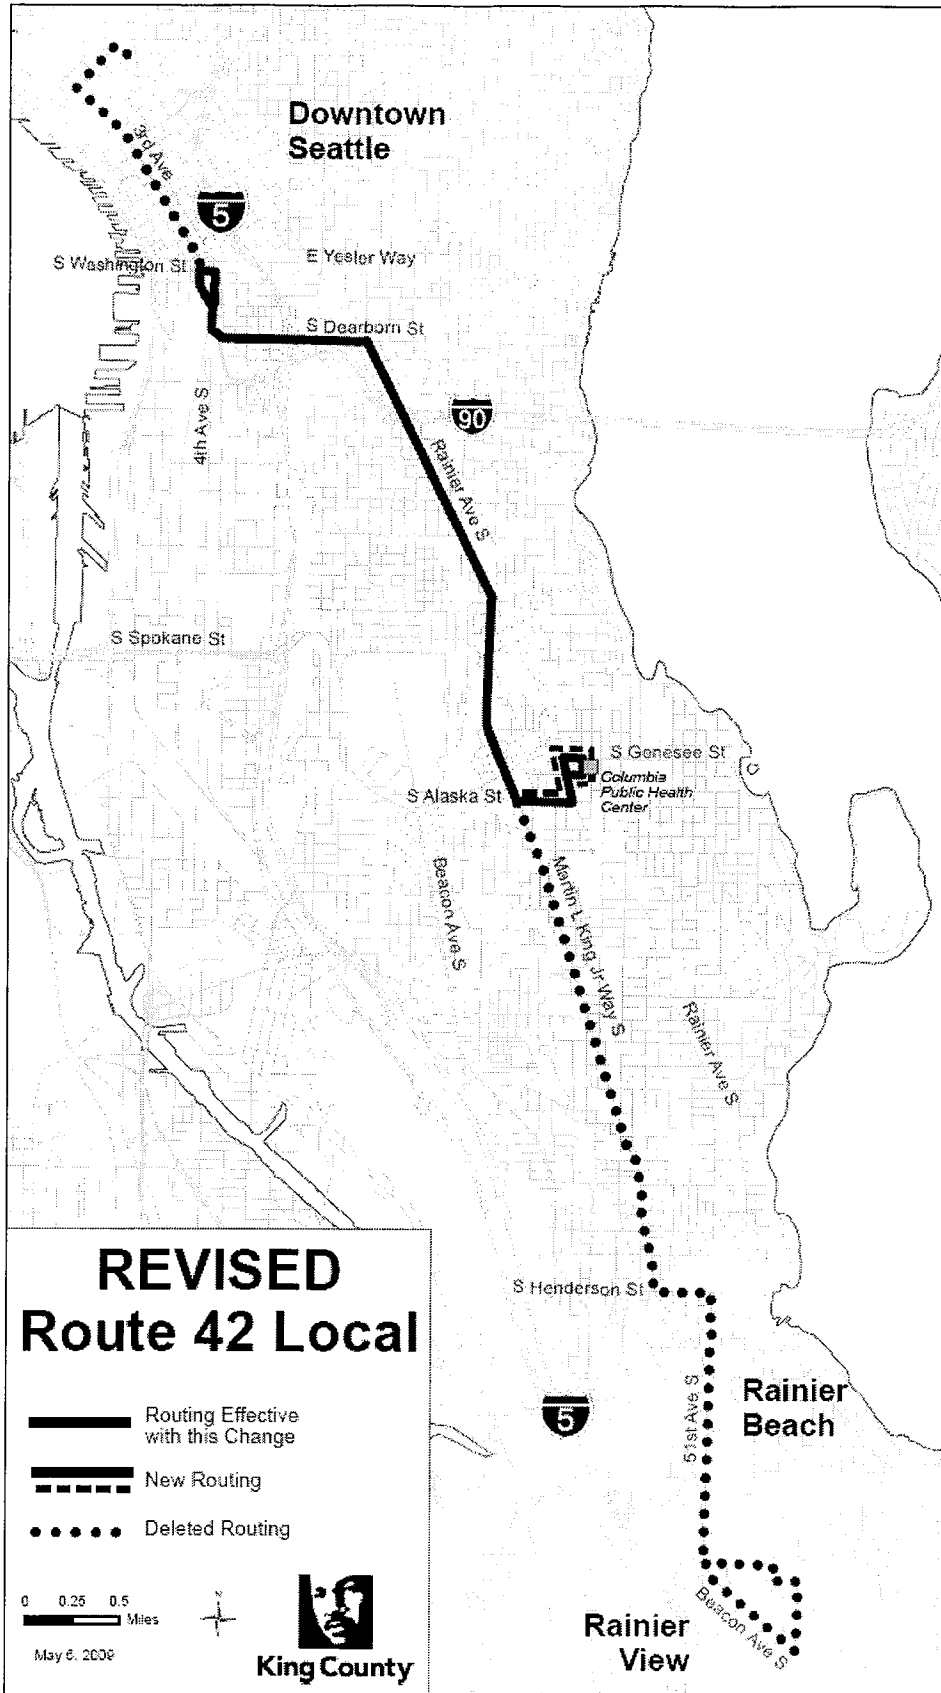 Downtown
Seattle
3rd Ave
5
S Washington St
E Yesler Way
S Dearborn St
4th Ave S
90
Rainier Ave S
S Spokane St
S Genesee St
Columbia
Public Health
Center
S Alaska St
Beacon Ave S
Martin L King Jr Way S
Rainier Ave S
S Henderson St
5
51st Ave S
Rainier
Beach
Beacon Ave S
Rainier
View
REVISED
Route 42 Local
Routing Effective
with this Change
New Routing
Deleted Routing
0 0.25 0.5
Miles
N
May 6, 2009
King County